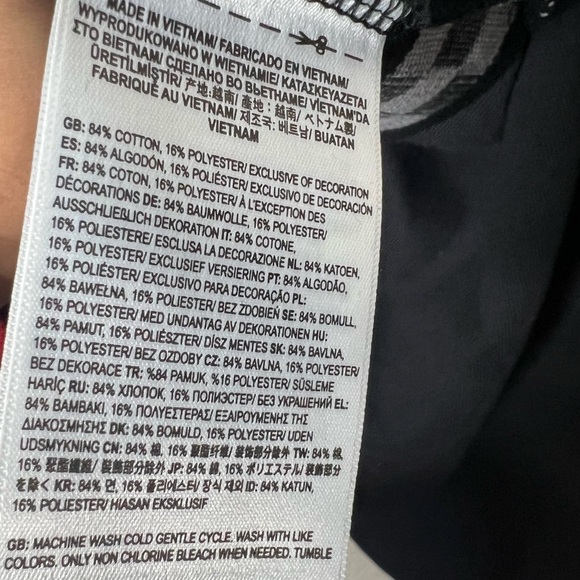 MADE IN VIETNAM/ FABRICADO EN VIETNAM/
WYPRODUKOWANO W WIETNAMIE/ ΚΑΤΑΣΚΕΥΑΖΕΤΑΙ
ΣΤΟ ΒΙΕΤΝΑΜ/ СДЕЛАНО ВО ВЬЕТНАМЕ/ VİETNAM'DA
ÜRETİLMİŞTİR/ 产地:越南/ 產地:越南/ ベトナム製/
FABRIQUÉ AU VIETNAM/ 제조국:베트남/ BUATAN
VIETNAM
GB: 84% COTTON, 16% POLYESTER/ EXCLUSIVE OF DECORATION
ES: 84% ALGODÓN, 16% POLIÉSTER/ EXCLUSIVO DE DECORACIÓN
FR: 84% COTON, 16% POLYESTER/ À L'EXCEPTION DES
DÉCORATIONS DE: 84% BAUMWOLLE, 16% POLYESTER/
AUSSCHLIEßLICH DEKORATION IT: 84% COTONE,
16% POLIESTERE/ ESCLUSA LA DECORAZIONE NL: 84% KATOEN,
16% POLYESTER/ EXCLUSIEF VERSIERING PT: 84% ALGODÃO,
16% POLIÉSTER/ EXCLUSIVO PARA DECORAÇÃO PL:
84% BAWEŁNA, 16% POLIESTER/ BEZ ZDOBIEŃ SE: 84% BOMULL,
16% POLYESTER/ MED UNDANTAG AV DEKORATIONEN HU:
84% PAMUT, 16% POLIÉSZTER/ DÍSZ MENTES SK: 84% BAVLNA,
16% POLYESTER/ BEZ OZDOBY CZ: 84% BAVLNA, 16% POLYESTER/
BEZ DEKORACE TR: %84 PAMUK, %16 POLYESTER/ SÜSLEME
HARİÇ RU: 84% ХЛОПОК, 16% ПОЛИЭСТЕР/ БЕЗ УКРАШЕНИЙ EL:
84% ΒΑΜΒΑΚΙ, 16% ΠΟΛΥΕΣΤΕΡΑΣ/ ΕΞΑΙΡΟΥΜΕΝΗΣ ΤΗΣ
ΔΙΑΚΟΣΜΗΣΗΣ DK: 84% BOMULD, 16% POLYESTER/ UDEN
UDSMYKNING CN: 84% 棉, 16% 聚酯纤维/ 装饰部分除外 TW: 84% 棉,
16% 聚酯纖維/ 裝飾部分除外 JP: 84% 綿, 16% ポリエステル/ 装飾部分
を除く KR: 84% 면, 16% 폴리에스터/ 장식 제외 ID: 84% KATUN,
16% POLIESTER/ HIASAN EKSKLUSIF
GB: MACHINE WASH COLD GENTLE CYCLE. WASH WITH LIKE
COLORS. ONLY NON CHLORINE BLEACH WHEN NEEDED. TUMBLE